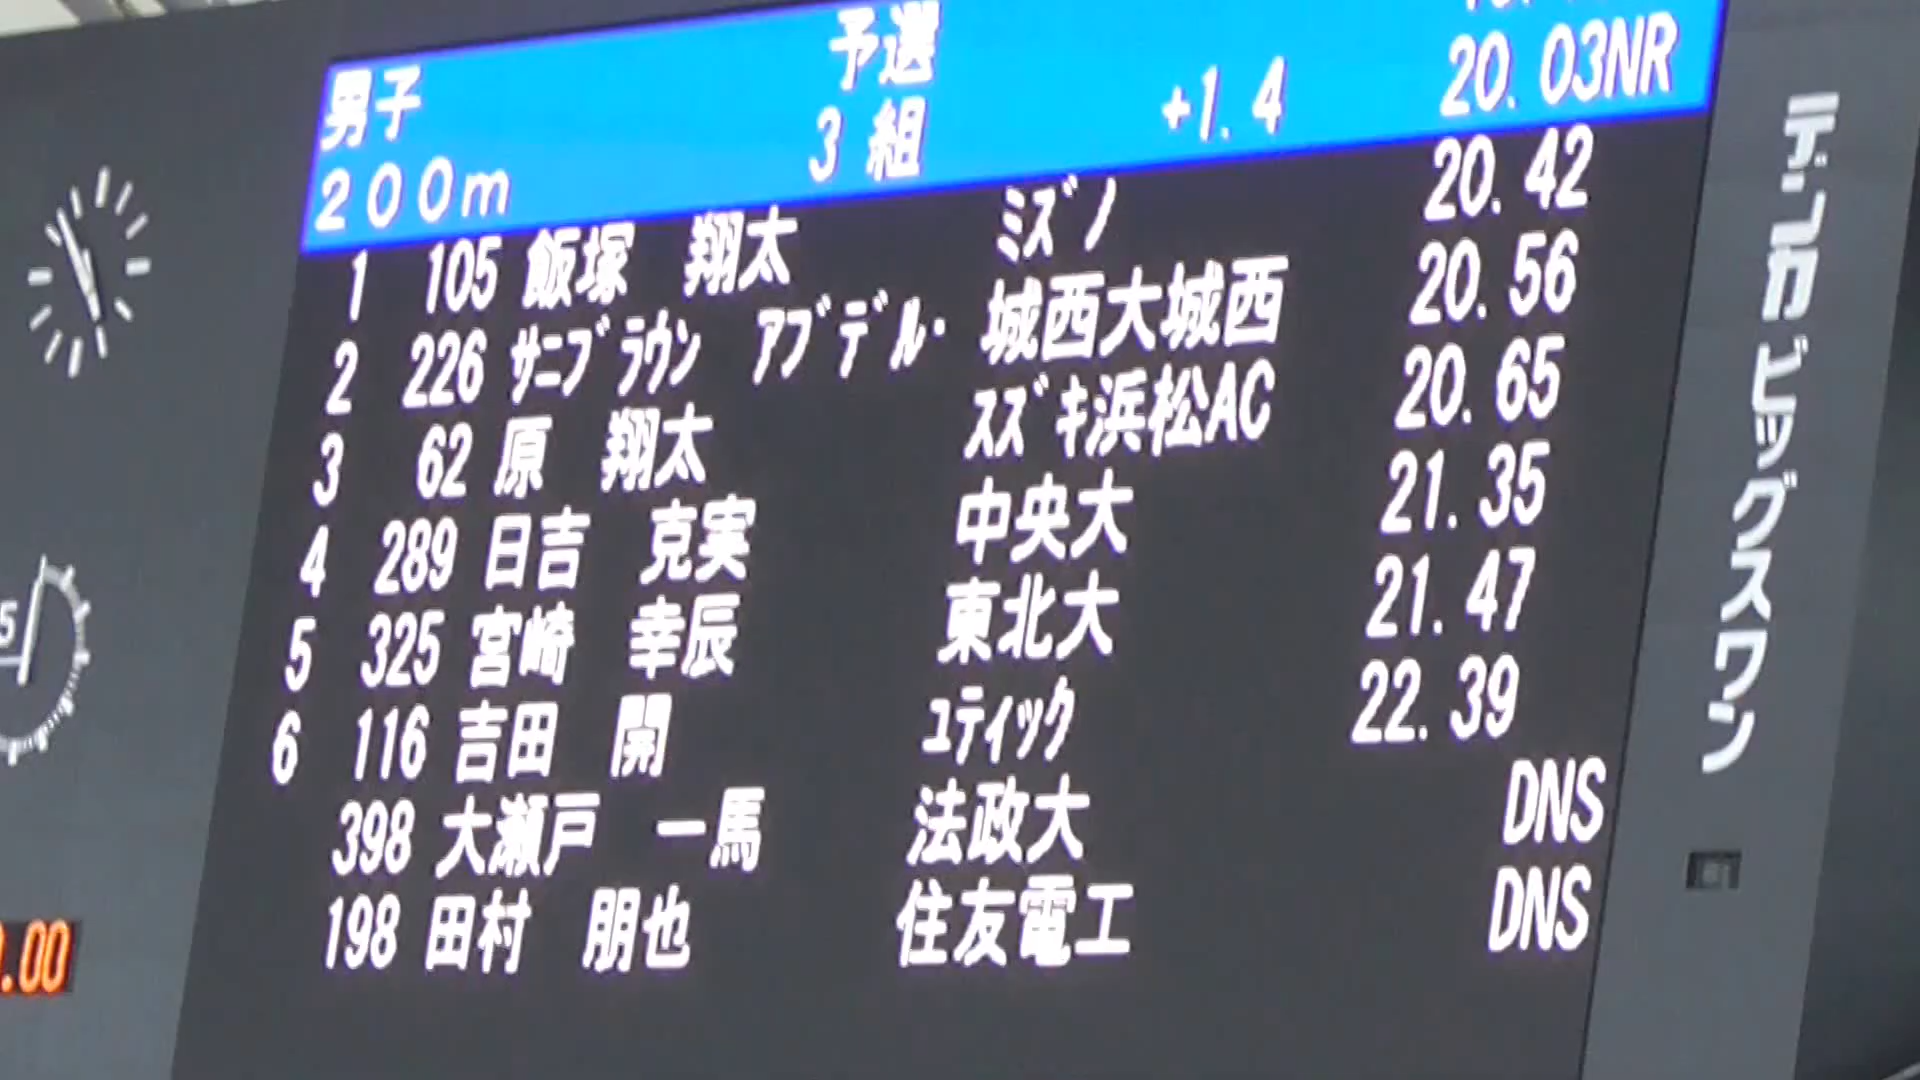 男子 予選
200m 3組 +1.4 20.03NR
1 105 飯塚 翔太 ミズノ 20.42
2 226 サニブラウン アブデル・ 城西大城西 20.56
3 62 原 翔太 スズキ浜松AC 20.65
4 289 日吉 克実 中央大 21.35
5 325 宮崎 幸辰 東北大 21.47
6 116 吉田 開 ユティック 22.39
398 大瀬戸 一馬 法政大 DNS
198 田村 朋也 住友電工 DNS
デンカビッグスワン
5
.00